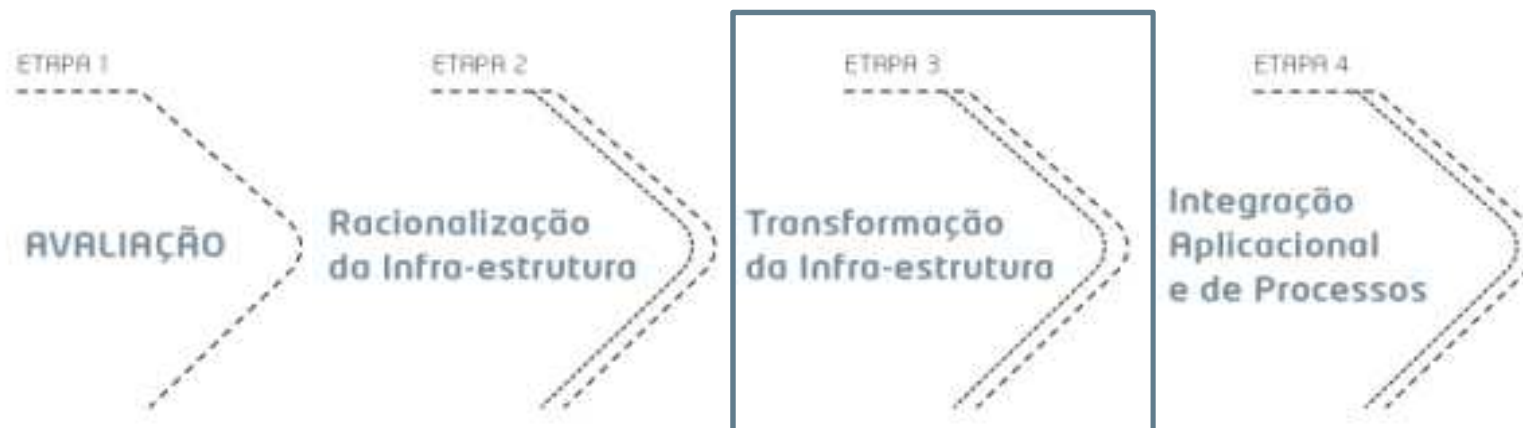 ETAPA 1
AVALIAÇÃO
ETAPA 2
Racionalização
da Infra-estrutura
ETAPA 3
Transformação
da Infra-estrutura
ETAPA 4
Integração
Aplicacional
e de Processos